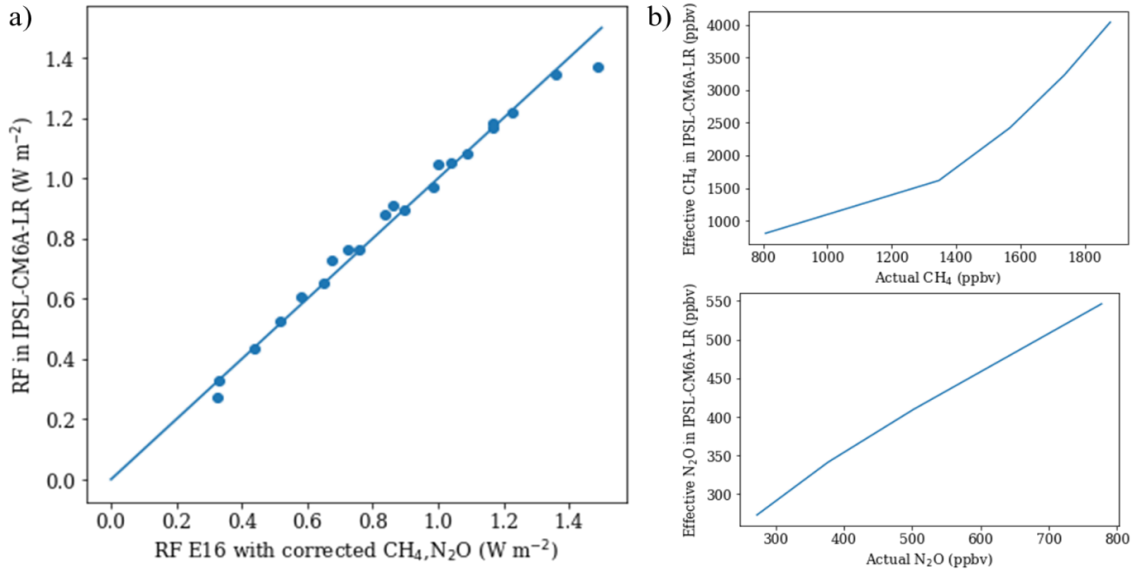 a)
RF in IPSL-CM6A-LR (W m⁻²)
1.4
1.2
1.0
0.8
0.6
0.4
0.2
0.0
0.0 0.2 0.4 0.6 0.8 1.0 1.2 1.4
RF E16 with corrected CH₄,N₂O (W m⁻²)
b)
Effective CH₄ in IPSL-CM6A-LR (ppbv)
4000
3500
3000
2500
2000
1500
1000
800 1000 1200 1400 1600 1800
Actual CH₄ (ppbv)
Effective N₂O in IPSL-CM6A-LR (ppbv)
550
500
450
400
350
300
300 400 500 600 700 800
Actual N₂O (ppbv)